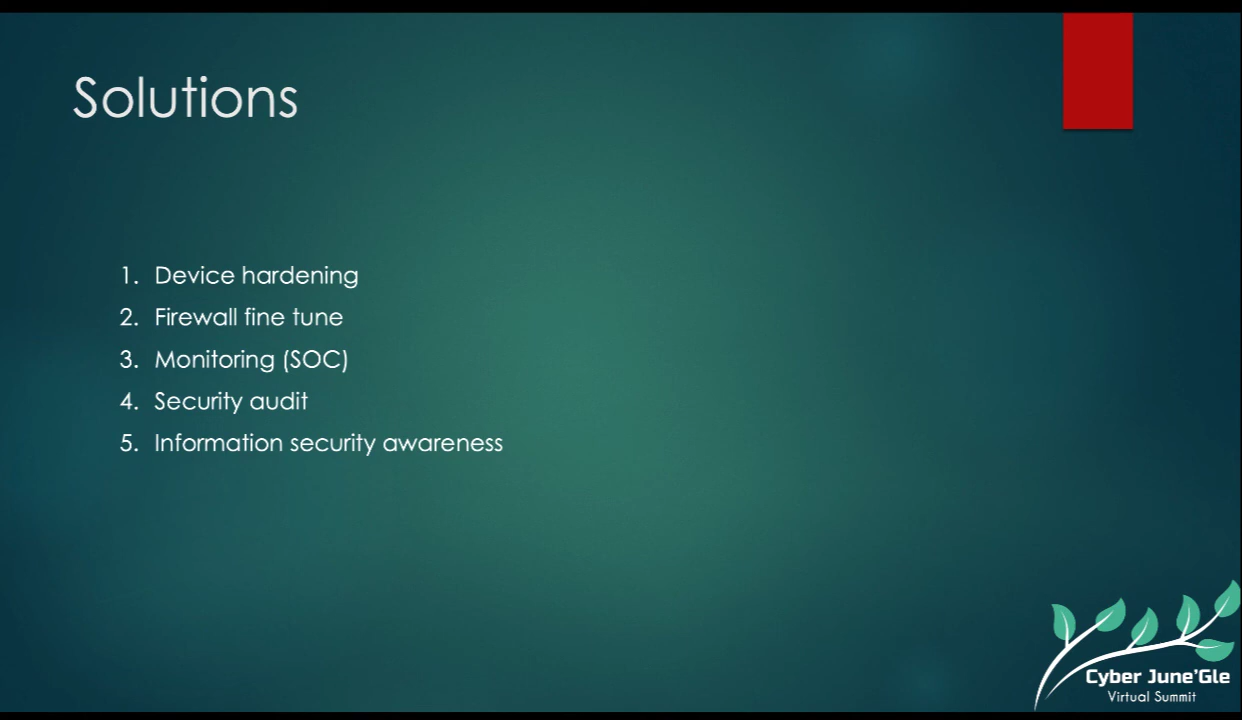 Solutions
1. Device hardening
2. Firewall fine tune
3. Monitoring (SOC)
4. Security audit
5. Information security awareness
Cyber June'Gle
Virtual Summit